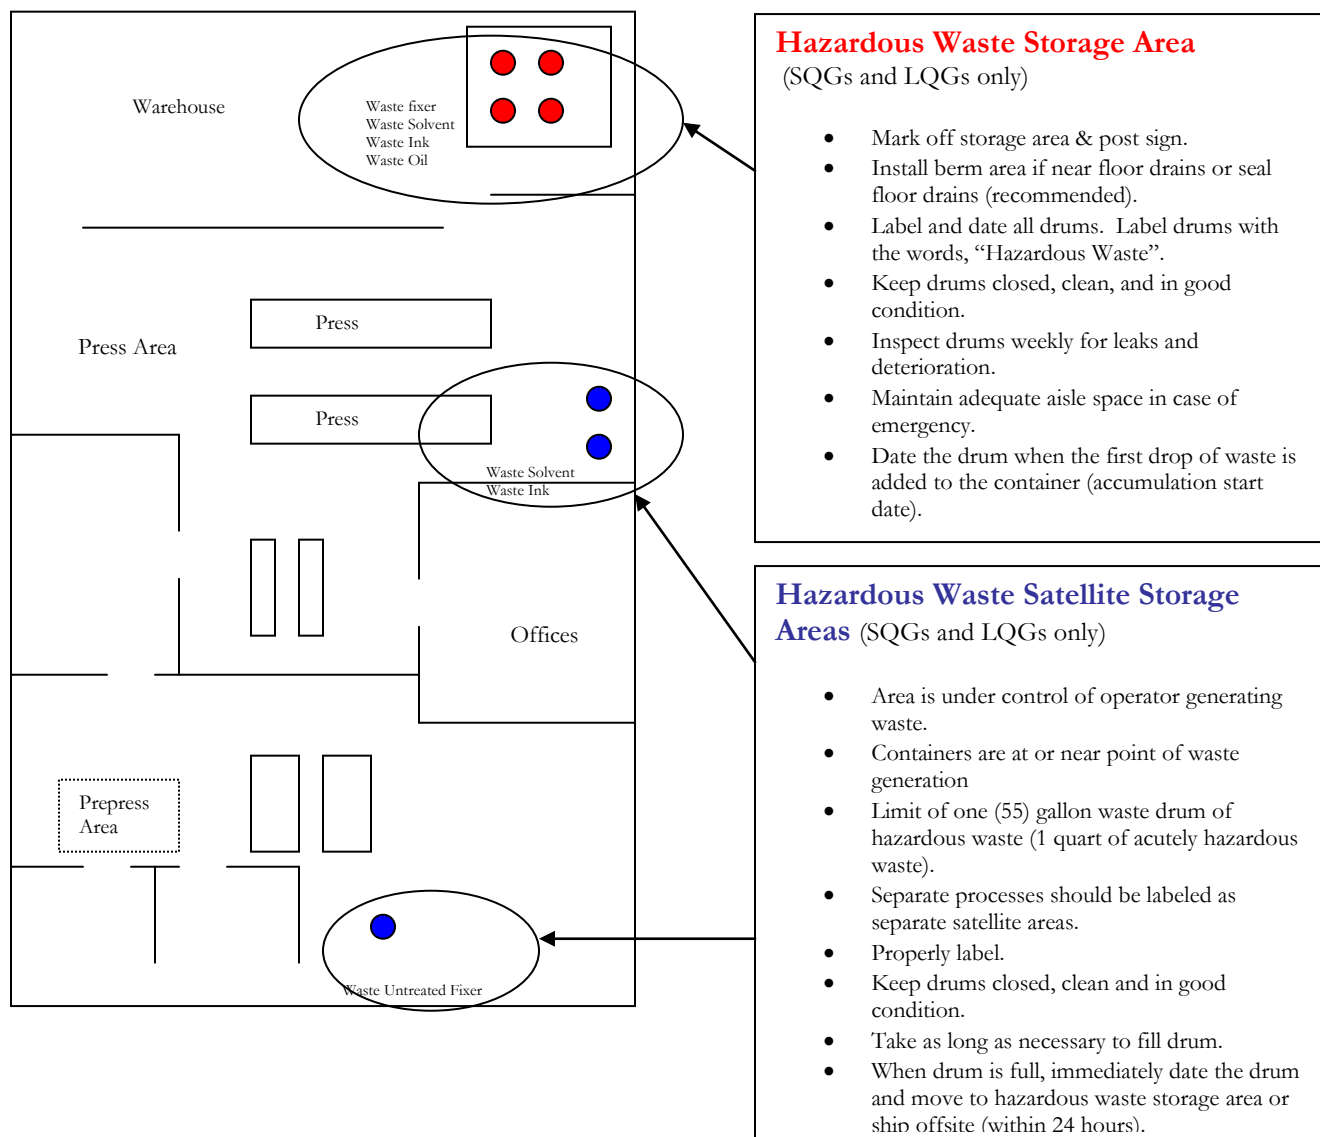 Warehouse
Waste fixer
Waste Solvent
Waste Ink
Waste Oil
Press Area
Press
Press
Waste Solvent
Waste Ink
Offices
Prepress
Area
Waste Untreated Fixer
Hazardous Waste Storage Area
(SQGs and LQGs only)
• Mark off storage area & post sign.
• Install berm area if near floor drains or seal
floor drains (recommended).
• Label and date all drums.  Label drums with
the words, “Hazardous Waste”.
• Keep drums closed, clean, and in good
condition.
• Inspect drums weekly for leaks and
deterioration.
• Maintain adequate aisle space in case of
emergency.
• Date the drum when the first drop of waste is
added to the container (accumulation start
date).
Hazardous Waste Satellite Storage
Areas (SQGs and LQGs only)
• Area is under control of operator generating
waste.
• Containers are at or near point of waste
generation
• Limit of one (55) gallon waste drum of
hazardous waste (1 quart of acutely hazardous
waste).
• Separate processes should be labeled as
separate satellite areas.
• Properly label.
• Keep drums closed, clean and in good
condition.
• Take as long as necessary to fill drum.
• When drum is full, immediately date the drum
and move to hazardous waste storage area or
ship offsite (within 24 hours).